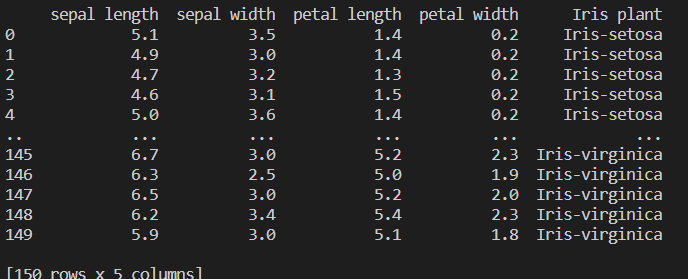 sepal length sepal width petal length petal width Iris plant
0 5.1 3.5 1.4 0.2 Iris-setosa
1 4.9 3.0 1.4 0.2 Iris-setosa
2 4.7 3.2 1.3 0.2 Iris-setosa
3 4.6 3.1 1.5 0.2 Iris-setosa
4 5.0 3.6 1.4 0.2 Iris-setosa
.. ... ... ... ... ...
145 6.7 3.0 5.2 2.3 Iris-virginica
146 6.3 2.5 5.0 1.9 Iris-virginica
147 6.5 3.0 5.2 2.0 Iris-virginica
148 6.2 3.4 5.4 2.3 Iris-virginica
149 5.9 3.0 5.1 1.8 Iris-virginica
[150 rows x 5 columns]